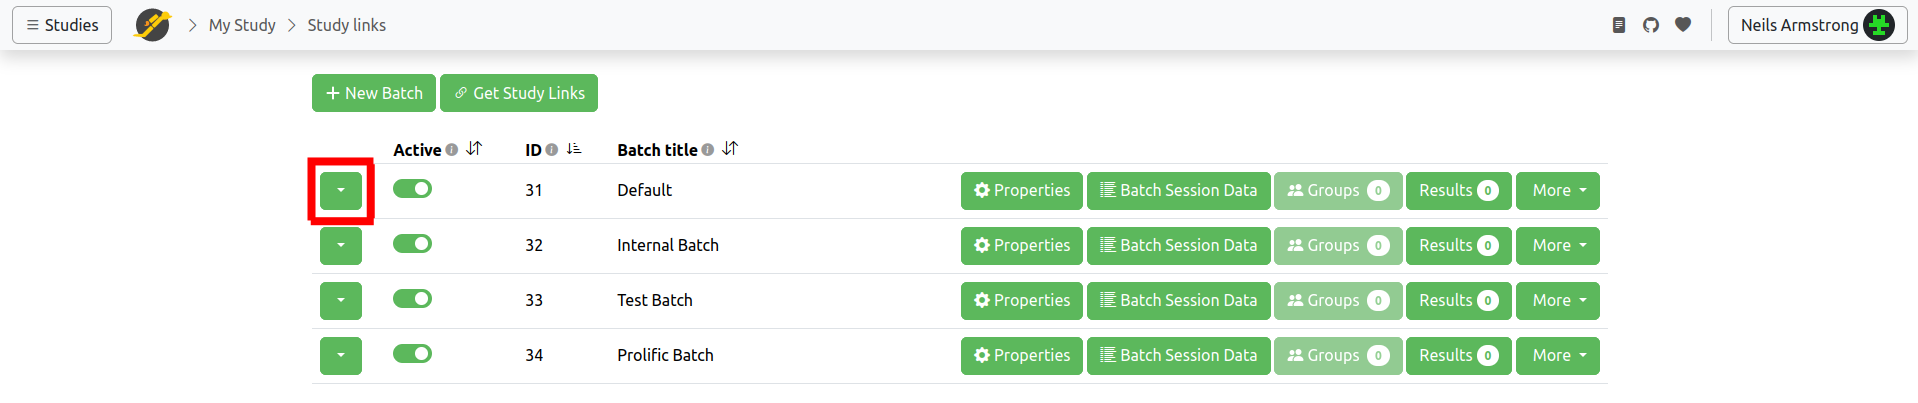 Studies My Study Study links Neils Armstrong
New Batch Get Study Links
Active ID Batch title
31 Default Properties Batch Session Data Groups 0 Results 0 More
32 Internal Batch Properties Batch Session Data Groups 0 Results 0 More
33 Test Batch Properties Batch Session Data Groups 0 Results 0 More
34 Prolific Batch Properties Batch Session Data Groups 0 Results 0 More